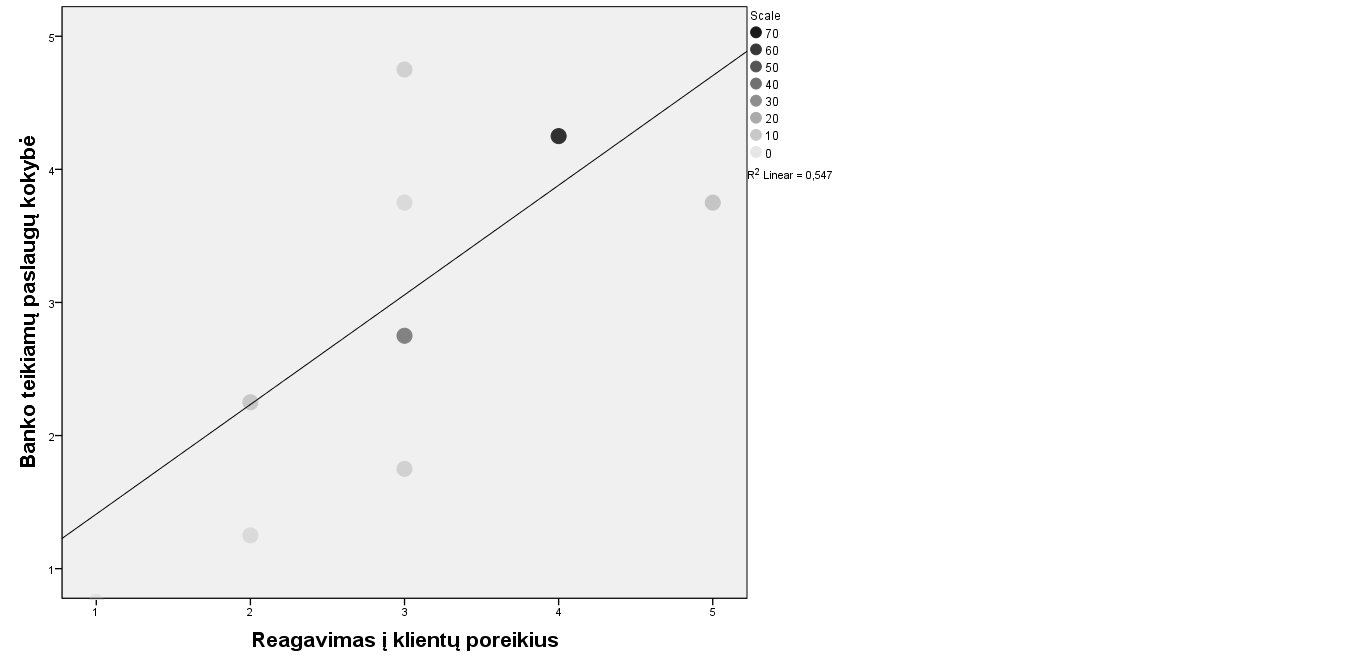 Scale
70
60
50
40
30
20
10
0
R² Linear = 0,547
Banko teikiamų paslaugų kokybė
5
4
3
2
1
1 2 3 4 5
Reagavimas į klientų poreikius